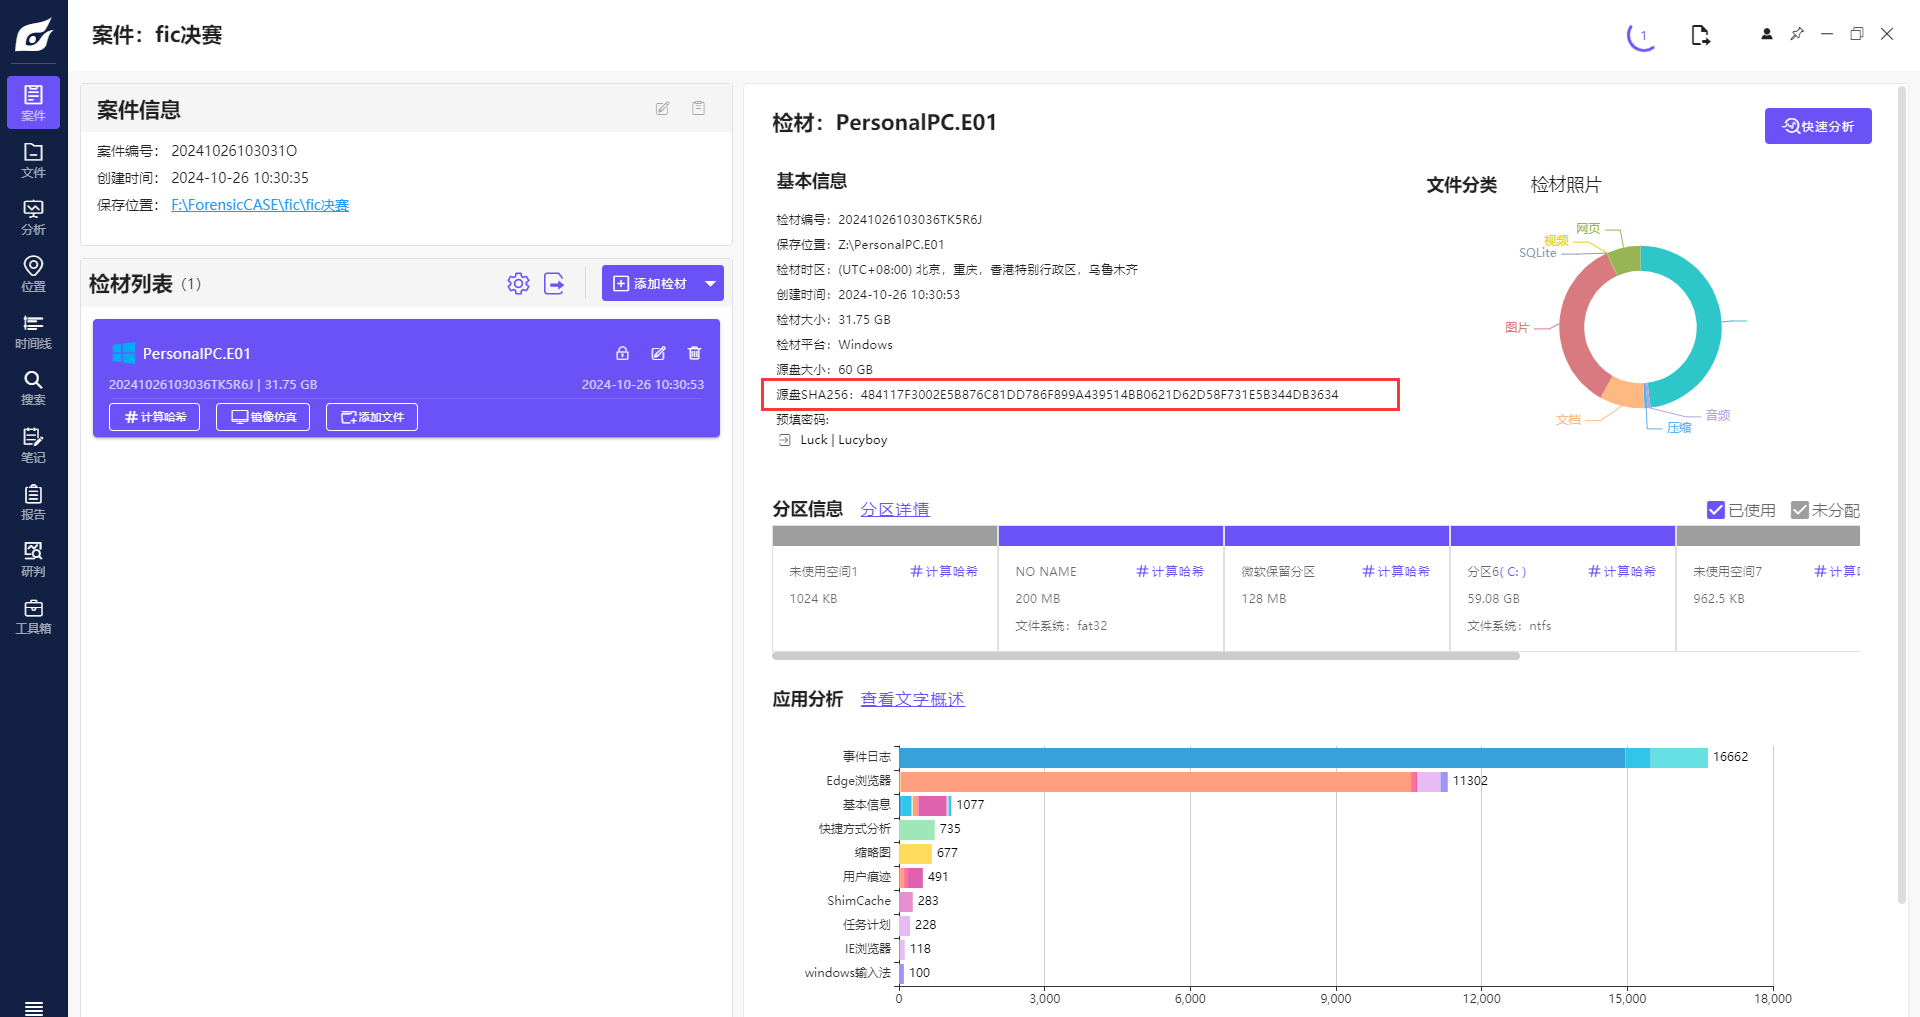 案件：fic决赛
1
案件
文件
分析
位置
时间线
搜索
笔记
报告
研判
工具箱
案件信息
案件编号： 20241026103031O
创建时间： 2024-10-26 10:30:35
保存位置： F:\ForensicCASE\fic\fic决赛
检材列表 (1)
添加检材
PersonalPC.E01
20241026103036TK5R6J | 31.75 GB 2024-10-26 10:30:53
计算哈希 镜像仿真 添加文件
检材：PersonalPC.E01
快速分析
基本信息
检材编号：20241026103036TK5R6J
保存位置：Z:\PersonalPC.E01
检材时区：(UTC+08:00) 北京，重庆，香港特别行政区，乌鲁木齐
创建时间：2024-10-26 10:30:53
检材大小：31.75 GB
检材平台：Windows
源盘大小：60 GB
源盘SHA256：484117F3002E5B876C81DD786F899A439514BB0621D62D58F731E5B344DB3634
预填密码:
Luck | Lucyboy
文件分类 检材照片
网页
视频
SQLite
图片
文档
音频
压缩
分区信息 分区详情
已使用 未分配
未使用空间1 #计算哈希
1024 KB
NO NAME #计算哈希
200 MB
文件系统：fat32
微软保留分区 #计算哈希
128 MB
分区6( C: ) #计算哈希
59.08 GB
文件系统：ntfs
未使用空间7 #计算
962.5 KB
应用分析 查看文字概述
事件日志 16662
Edge浏览器 11302
基本信息 1077
快捷方式分析 735
缩略图 677
用户痕迹 491
ShimCache 283
任务计划 228
IE浏览器 118
windows输入法 100
0 3,000 6,000 9,000 12,000 15,000 18,000